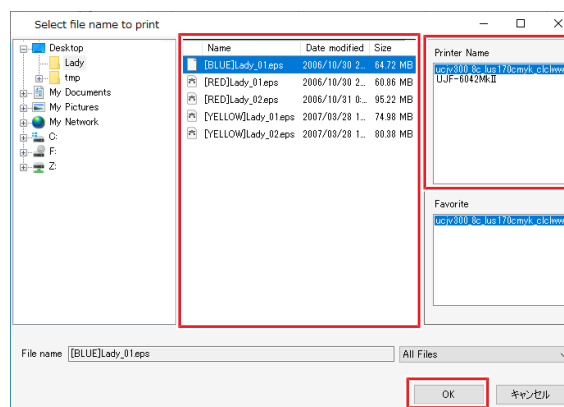 Select file name to print
Desktop
Lady
tmp
My Documents
My Pictures
My Network
C:
F:
Z:
Name Date modified Size
[BLUE]Lady_01.eps 2006/10/30 2... 64.72 MB
[RED]Lady_01.eps 2006/10/30 2... 60.86 MB
[RED]Lady_02.eps 2006/10/31 0:... 95.22 MB
[YELLOW]Lady_01.eps 2007/03/28 1... 74.98 MB
[YELLOW]Lady_02.eps 2007/03/28 1... 80.38 MB
Printer Name
ucjv300_8c_lus170cmyk_clclwww
UJF-6042MkⅡ
Favorite
ucjv300_8c_lus170cmyk_clclwww
File name [BLUE]Lady_01.eps
All Files
OK
キャンセル